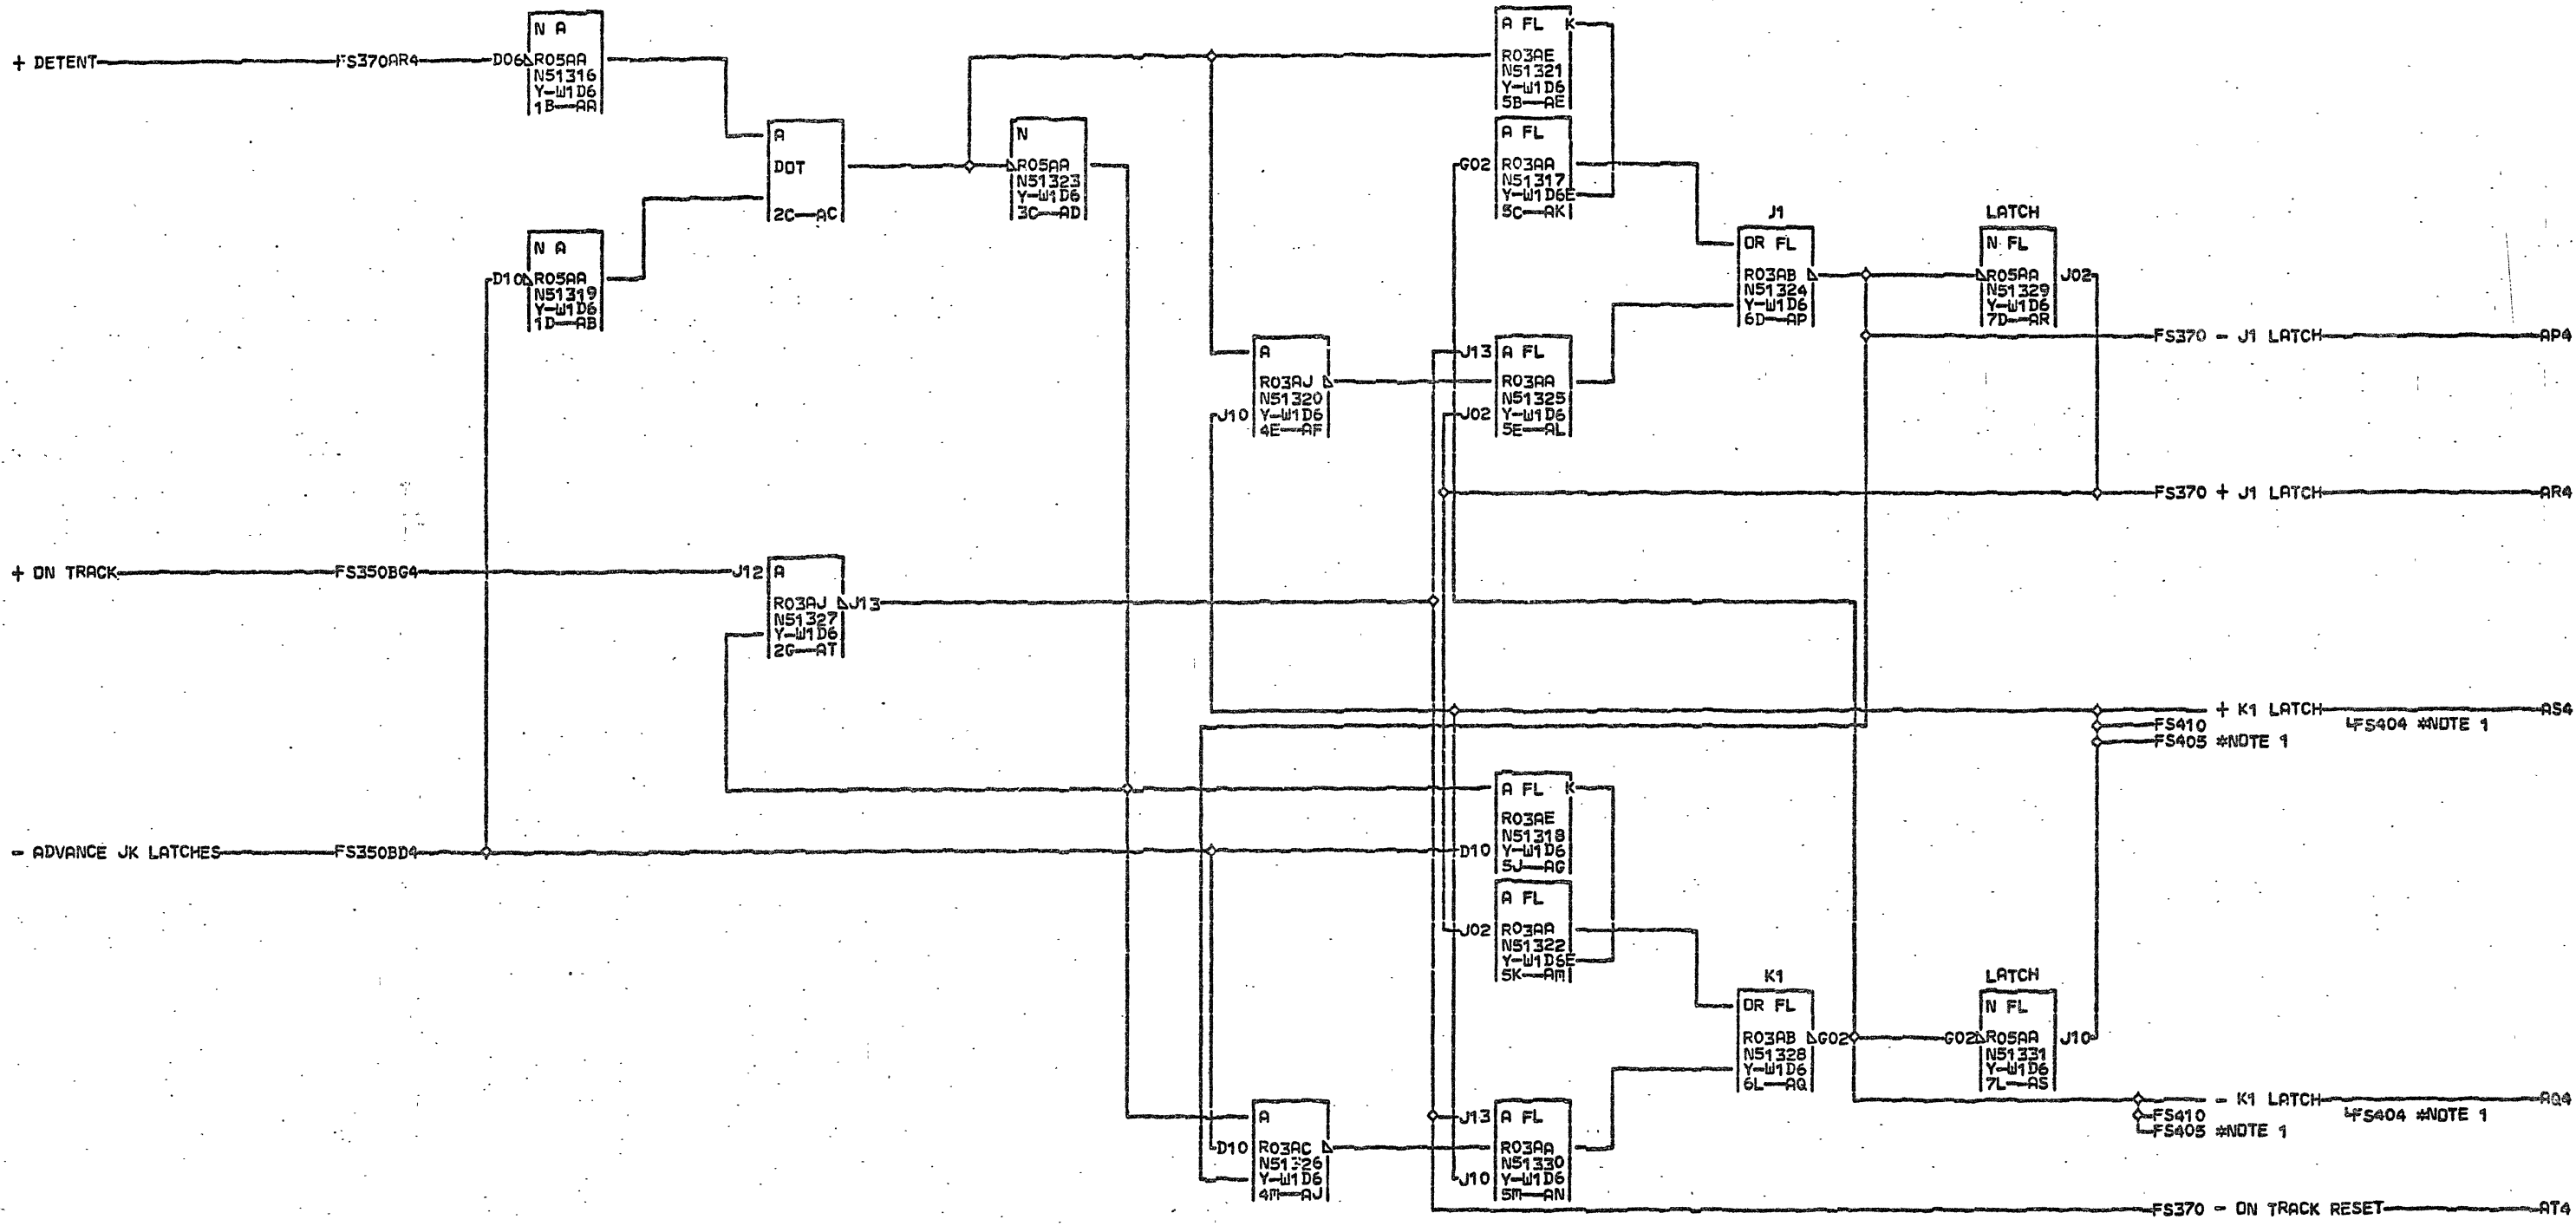 N A
+ DETENT FS370AR4 D06 R05AA
N51316
Y-W1D6
1B—AA
A
DOT
2C—AC
N
R05AA
N51323
Y-W1D6
3C—AD
N A
D10 R05AA
N51319
Y-W1D6
1D—AB
A FL K
R03AE
N51321
Y-W1D6
5B—AE
A FL
G02 R03AA
N51317
Y-W1D6E
5C—AK
J1
OR FL
R03AB
N51324
Y-W1D6
6D—AP
LATCH
N FL
R05AA J02
N51329
Y-W1D6
7D—AR
FS370 - J1 LATCH AP4
A
R03AJ
N51320
J10 Y-W1D6
4E—AF
J13 A FL
R03AA
N51325
J02 Y-W1D6
5E—AL
FS370 + J1 LATCH AR4
+ ON TRACK FS350BG4 J12 A
R03AJ J13
N51327
Y-W1D6
2G—AT
+ K1 LATCH AS4
FS410 FS404 *NOTE 1
FS405 *NOTE 1
- ADVANCE JK LATCHES FS350BD4
A FL K
R03AE
N51318
D10 Y-W1D6
5J—AG
A FL
J02 R03AA
N51322
Y-W1D6E
5K—AM
K1
OR FL
R03AB G02
N51328
Y-W1D6
6L—AQ
LATCH
N FL
G02 R05AA J10
N51331
Y-W1D6
7L—AS
- K1 LATCH AQ4
FS410 FS404 *NOTE 1
FS405 *NOTE 1
A
D10 R03AC
N51326
Y-W1D6
4M—AJ
J13 A FL
R03AA
N51330
J10 Y-W1D6
5M—AN
FS370 - ON TRACK RESET AT4